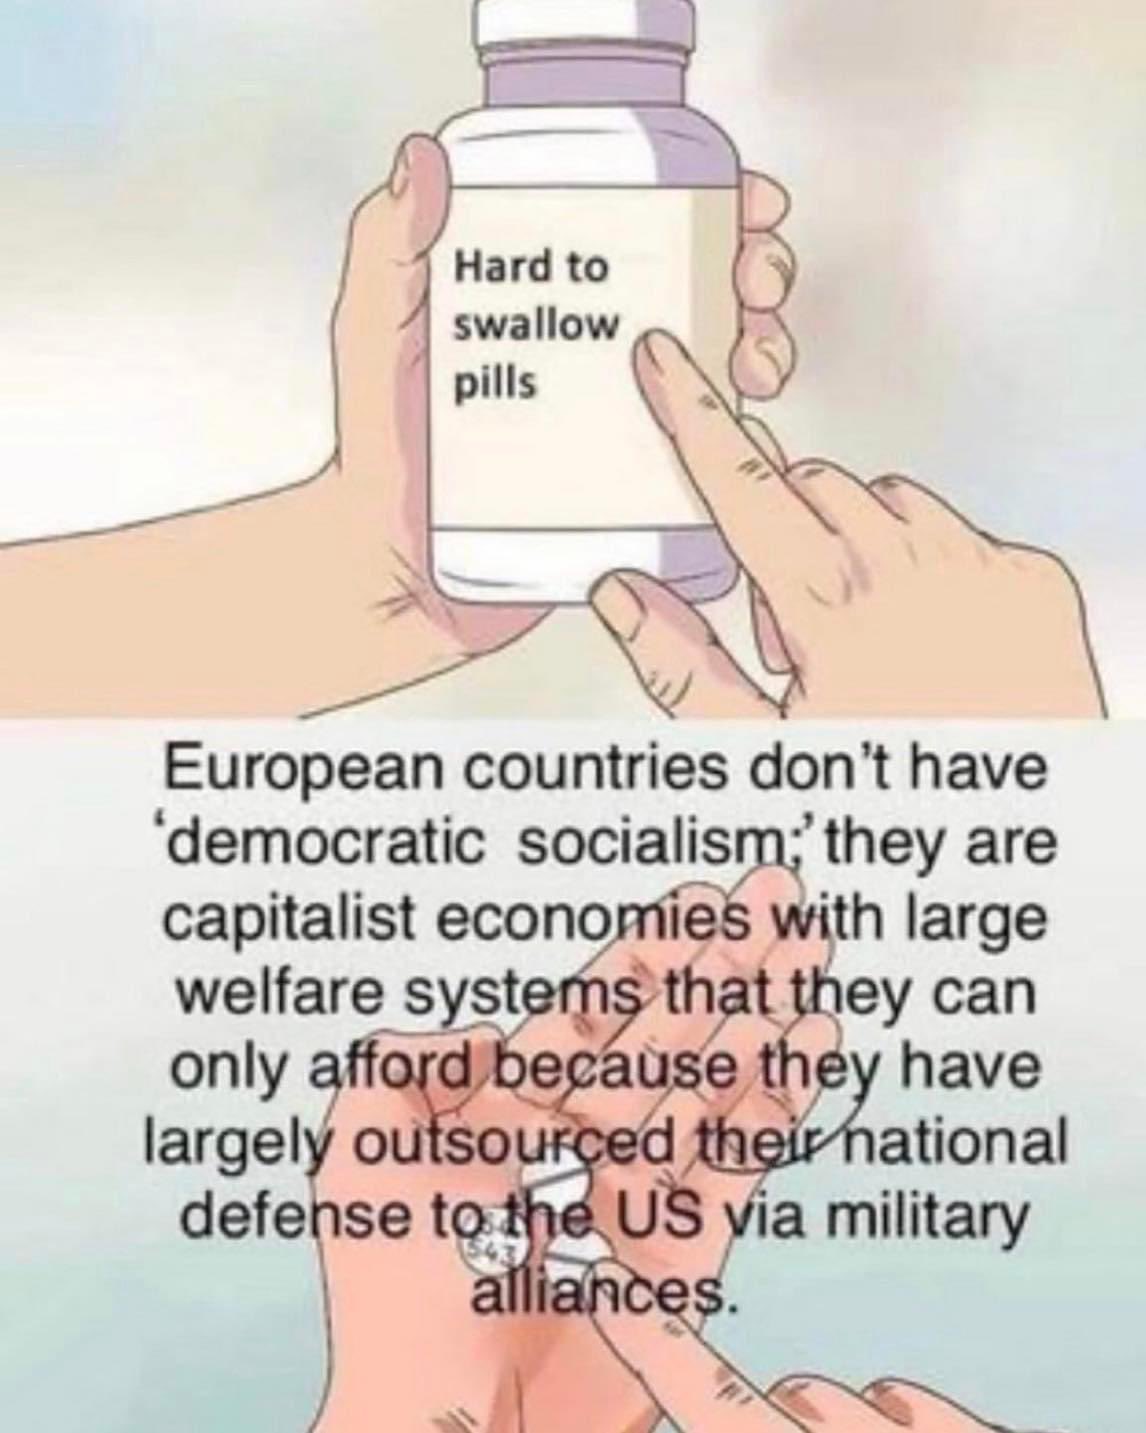 Hard to
swallow
pills
European countries don't have
‘democratic socialism;’ they are
capitalist economies with large
welfare systems that they can
only afford because they have
largely outsourced their national
defense to the US via military
alliances.
543